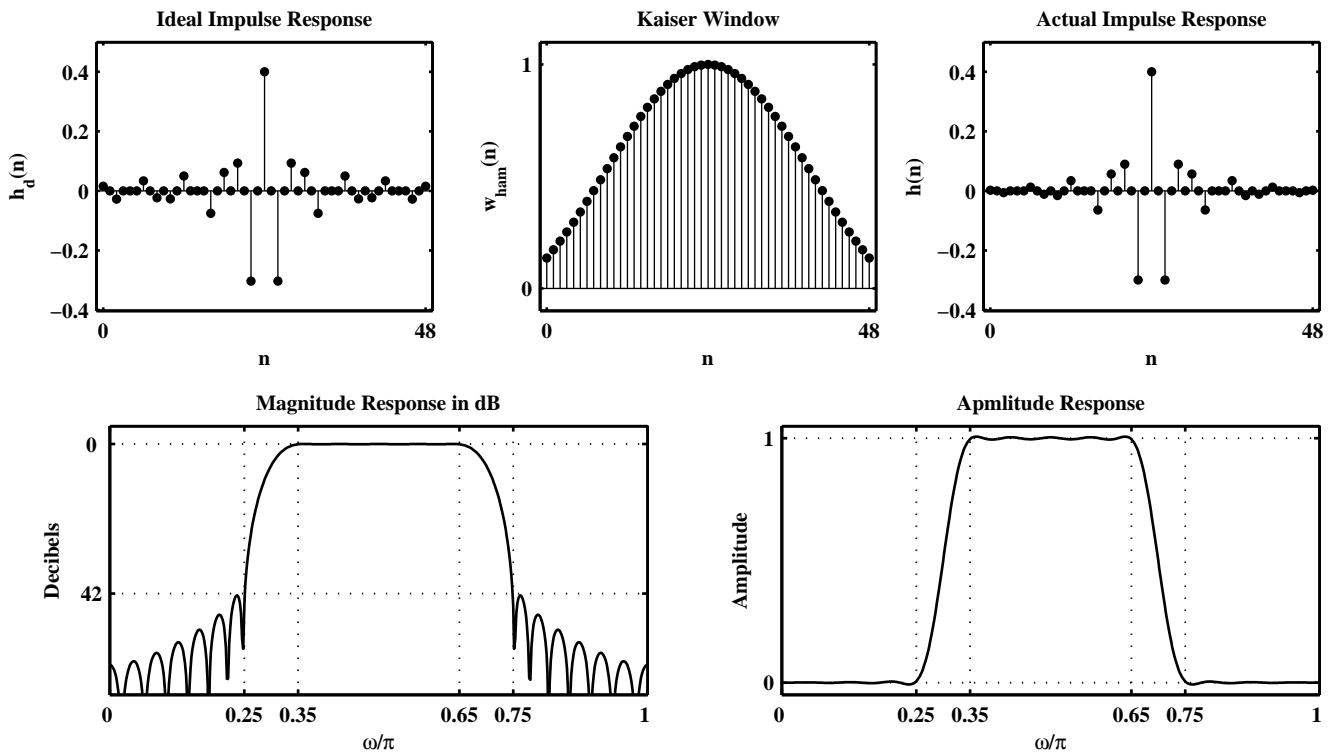 Ideal Impulse Response
0.4
0.2
0
−0.2
−0.4
h_d(n)
0
48
n
Kaiser Window
1
0
w_ham(n)
0
48
n
Actual Impulse Response
0.4
0.2
0
−0.2
−0.4
h(n)
0
48
n
Magnitude Response in dB
0
42
Decibels
0
0.25
0.35
0.65
0.75
1
ω/π
Apmlitude Response
1
0
Amplitude
0
0.25
0.35
0.65
0.75
1
ω/π